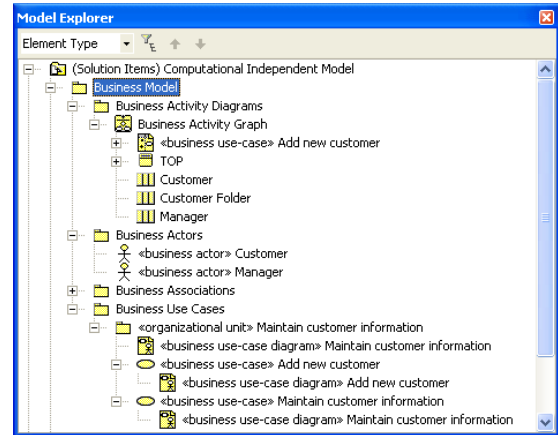 Model Explorer
Element Type
(Solution Items) Computational Independent Model
Business Model
Business Activity Diagrams
Business Activity Graph
«business use-case» Add new customer
TOP
Customer
Customer Folder
Manager
Business Actors
«business actor» Customer
«business actor» Manager
Business Associations
Business Use Cases
«organizational unit» Maintain customer information
«business use-case diagram» Maintain customer information
«business use-case» Add new customer
«business use-case diagram» Add new customer
«business use-case» Maintain customer information
«business use-case diagram» Maintain customer information